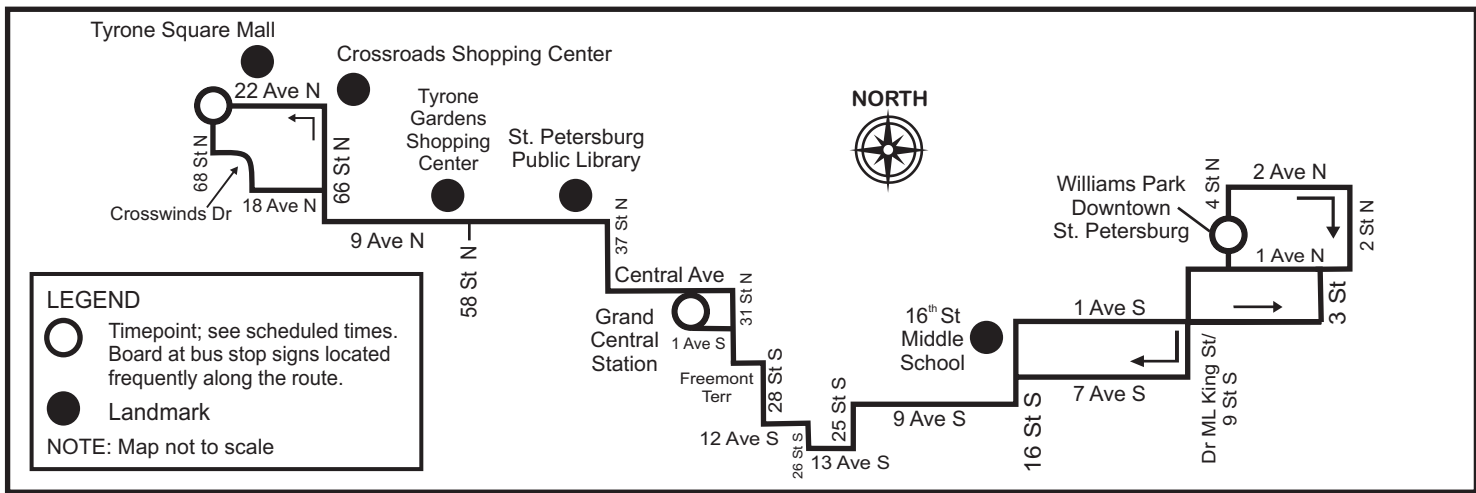 Tyrone Square Mall
Crossroads Shopping Center
22 Ave N
68 St N
66 St N
Crosswinds Dr
18 Ave N
Tyrone
Gardens
Shopping
Center
St. Petersburg
Public Library
9 Ave N
58 St N
37 St N
Central Ave
31 St N
Grand
Central
Station
1 Ave S
Freemont
Terr
28 St S
12 Ave S
26 St S
13 Ave S
25 St S
9 Ave S
NORTH
16th St
Middle
School
16 St S
1 Ave S
7 Ave S
Dr ML King St/
9 St S
Williams Park
Downtown
St. Petersburg
4 St N
2 Ave N
2 St N
1 Ave N
3 St
LEGEND
Timepoint; see scheduled times.
Board at bus stop signs located
frequently along the route.
Landmark
NOTE: Map not to scale